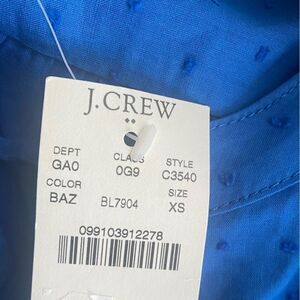 J.CREW
DEPT CLASS STYLE
GA0 0G9 C3540
COLOR SIZE
BAZ BL7904 XS
099103912278